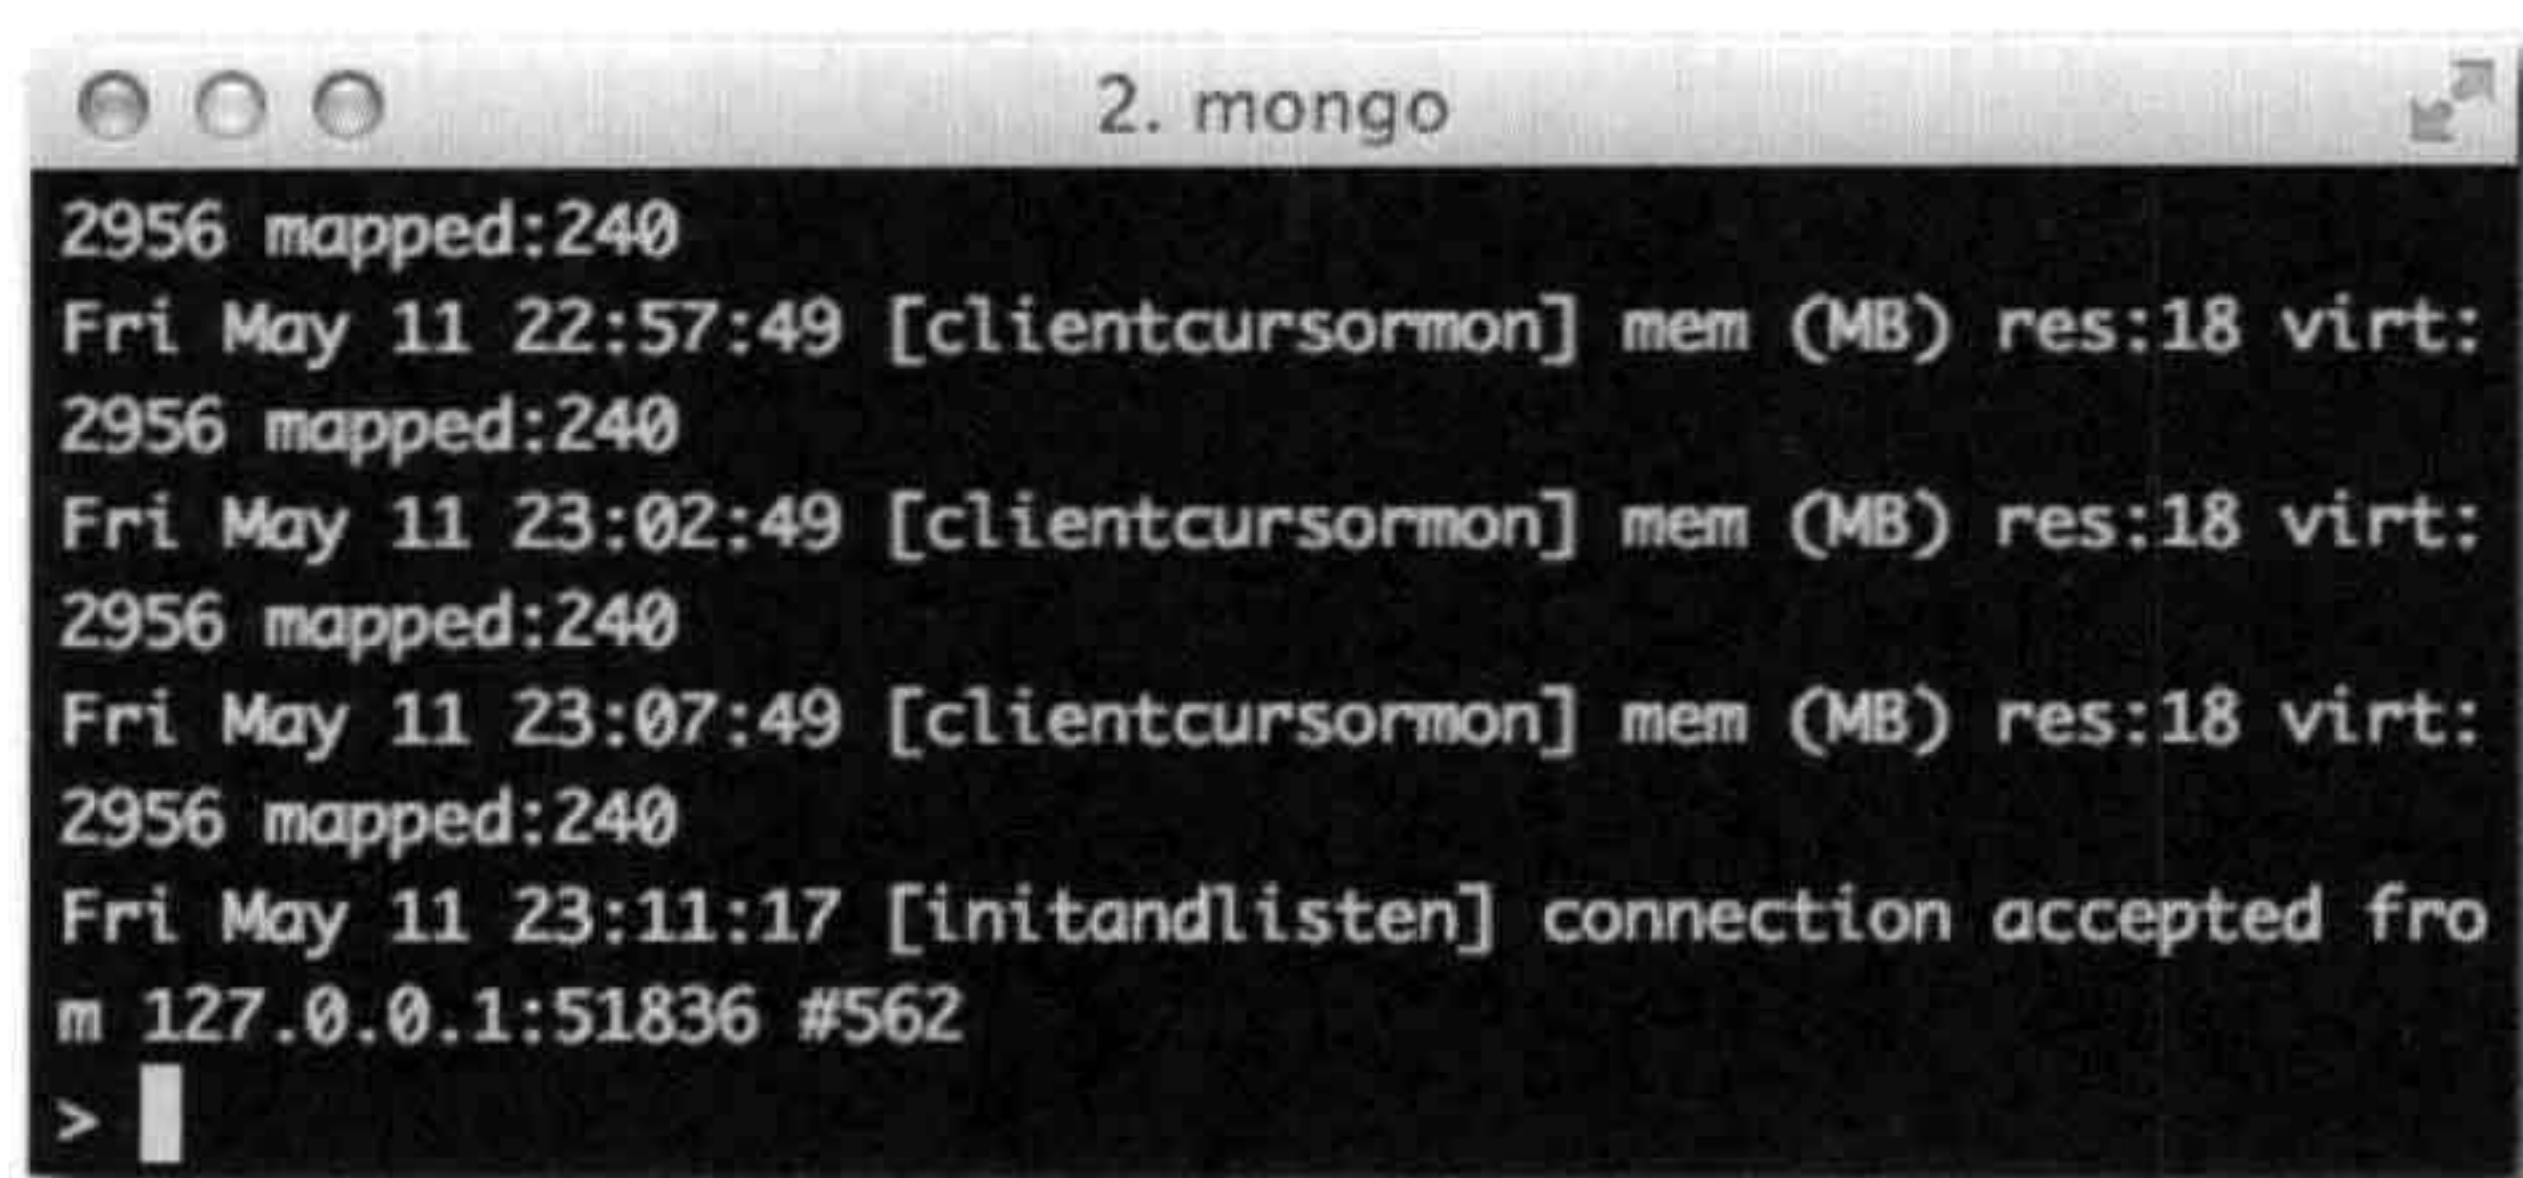 2. mongo
2956 mapped:240
Fri May 11 22:57:49 [clientcursormon] mem (MB) res:18 virt:
2956 mapped:240
Fri May 11 23:02:49 [clientcursormon] mem (MB) res:18 virt:
2956 mapped:240
Fri May 11 23:07:49 [clientcursormon] mem (MB) res:18 virt:
2956 mapped:240
Fri May 11 23:11:17 [initandlisten] connection accepted fro
m 127.0.0.1:51836 #562
>